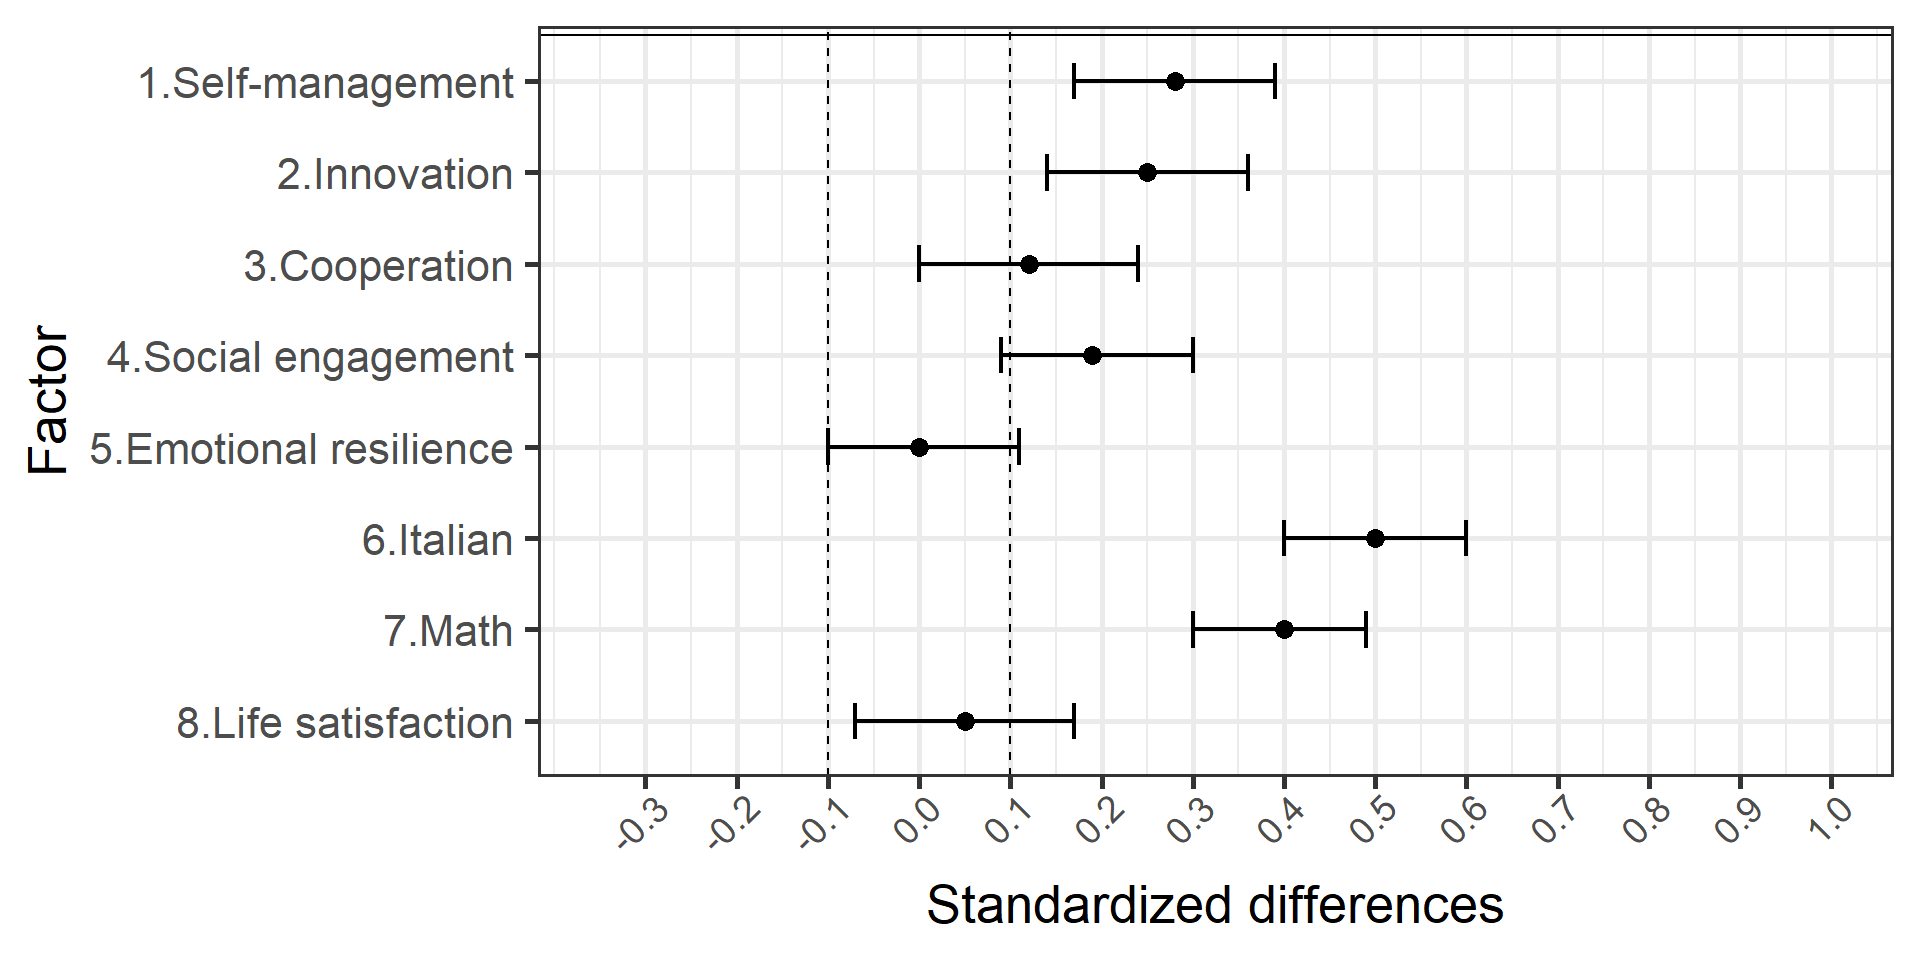 Factor
1.Self-management
2.Innovation
3.Cooperation
4.Social engagement
5.Emotional resilience
6.Italian
7.Math
8.Life satisfaction
-0.3 -0.2 -0.1 0.0 0.1 0.2 0.3 0.4 0.5 0.6 0.7 0.8 0.9 1.0
Standardized differences